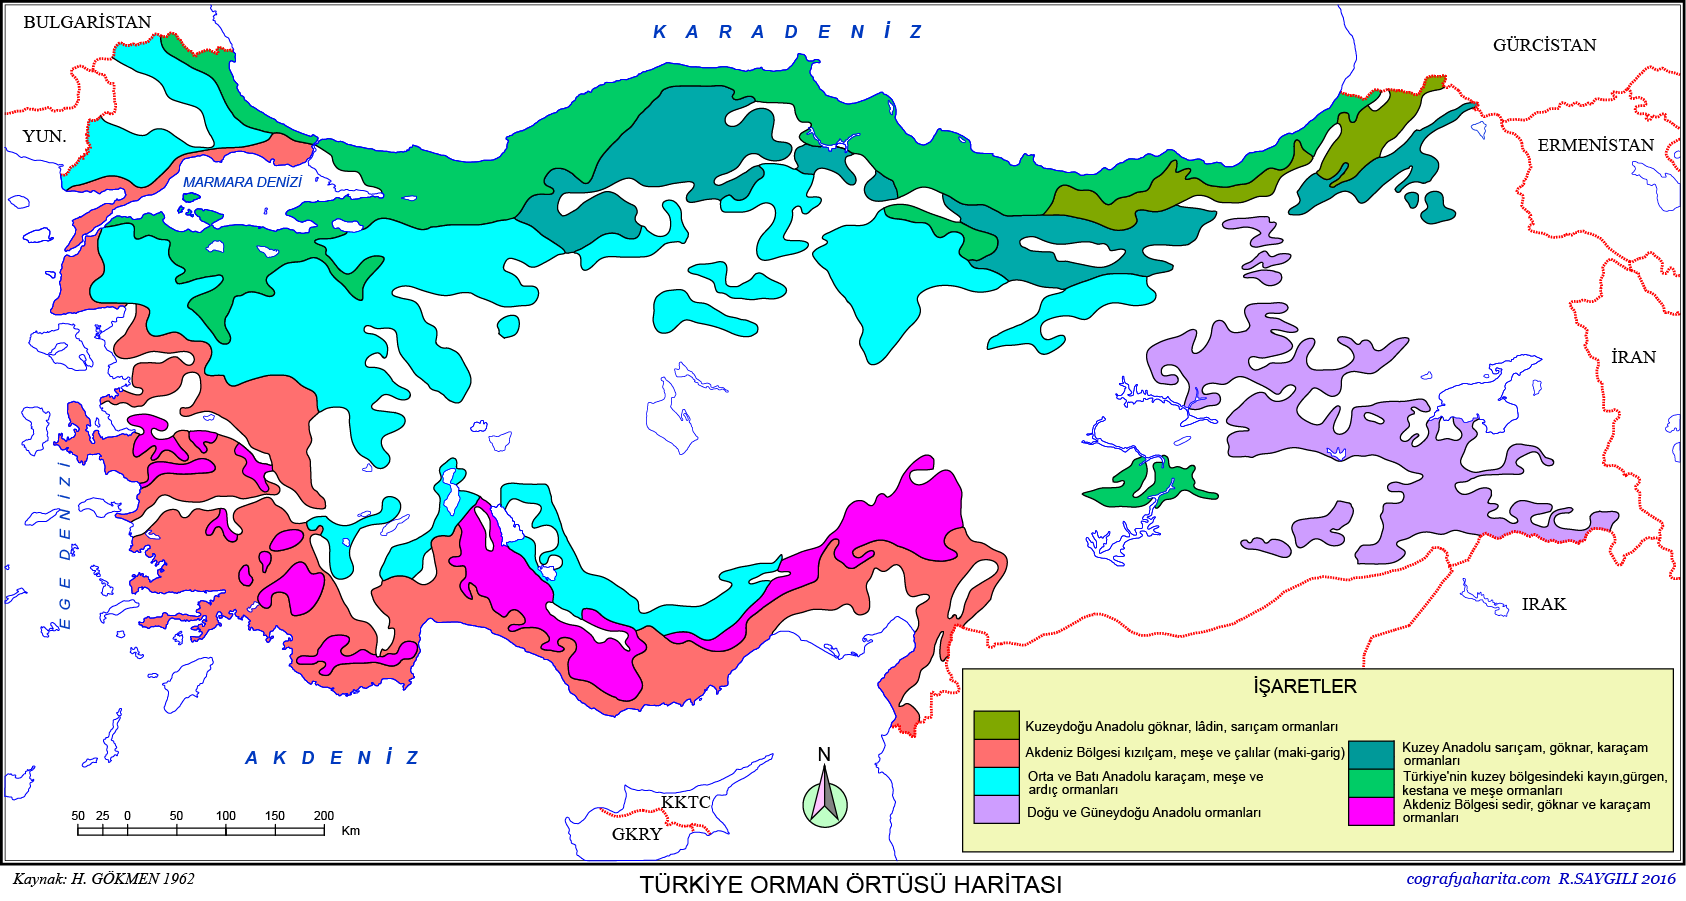 BULGARİSTAN
K A R A D E N İ Z
GÜRCİSTAN
YUN.
ERMENİSTAN
MARMARA DENİZİ
İRAN
EGE DENİZİ
IRAK
A K D E N İ Z
N
KKTC
GKRY
50 25 0 50 100 150 200
Km
İŞARETLER
Kuzeydoğu Anadolu göknar, lâdin, sarıçam ormanları
Akdeniz Bölgesi kızılçam, meşe ve çalılar (maki-garig)
Orta ve Batı Anadolu karaçam, meşe ve
ardıç ormanları
Doğu ve Güneydoğu Anadolu ormanları
Kuzey Anadolu sarıçam, göknar, karaçam
ormanları
Türkiye'nin kuzey bölgesindeki kayın,gürgen,
kestana ve meşe ormanları
Akdeniz Bölgesi sedir, göknar ve karaçam
ormanları
Kaynak: H. GÖKMEN 1962
TÜRKİYE ORMAN ÖRTÜSÜ HARİTASI
cografyaharita.com R.SAYGILI 2016